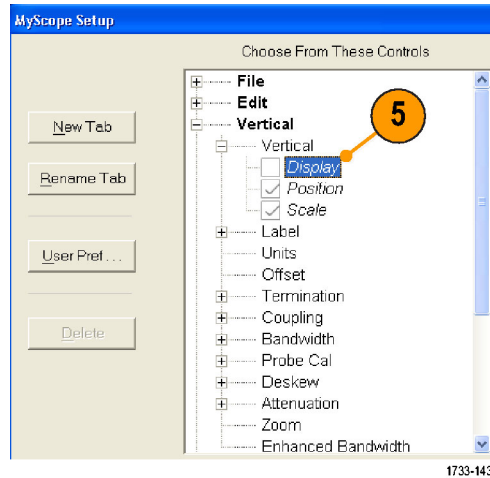 MyScope Setup
Choose From These Controls
File
Edit
Vertical
Vertical
5
Display
Position
Scale
Label
Units
Offset
Termination
Coupling
Bandwidth
Probe Cal
Deskew
Attenuation
Zoom
Enhanced Bandwidth
New Tab
Rename Tab
User Pref . . .
Delete
1733-143